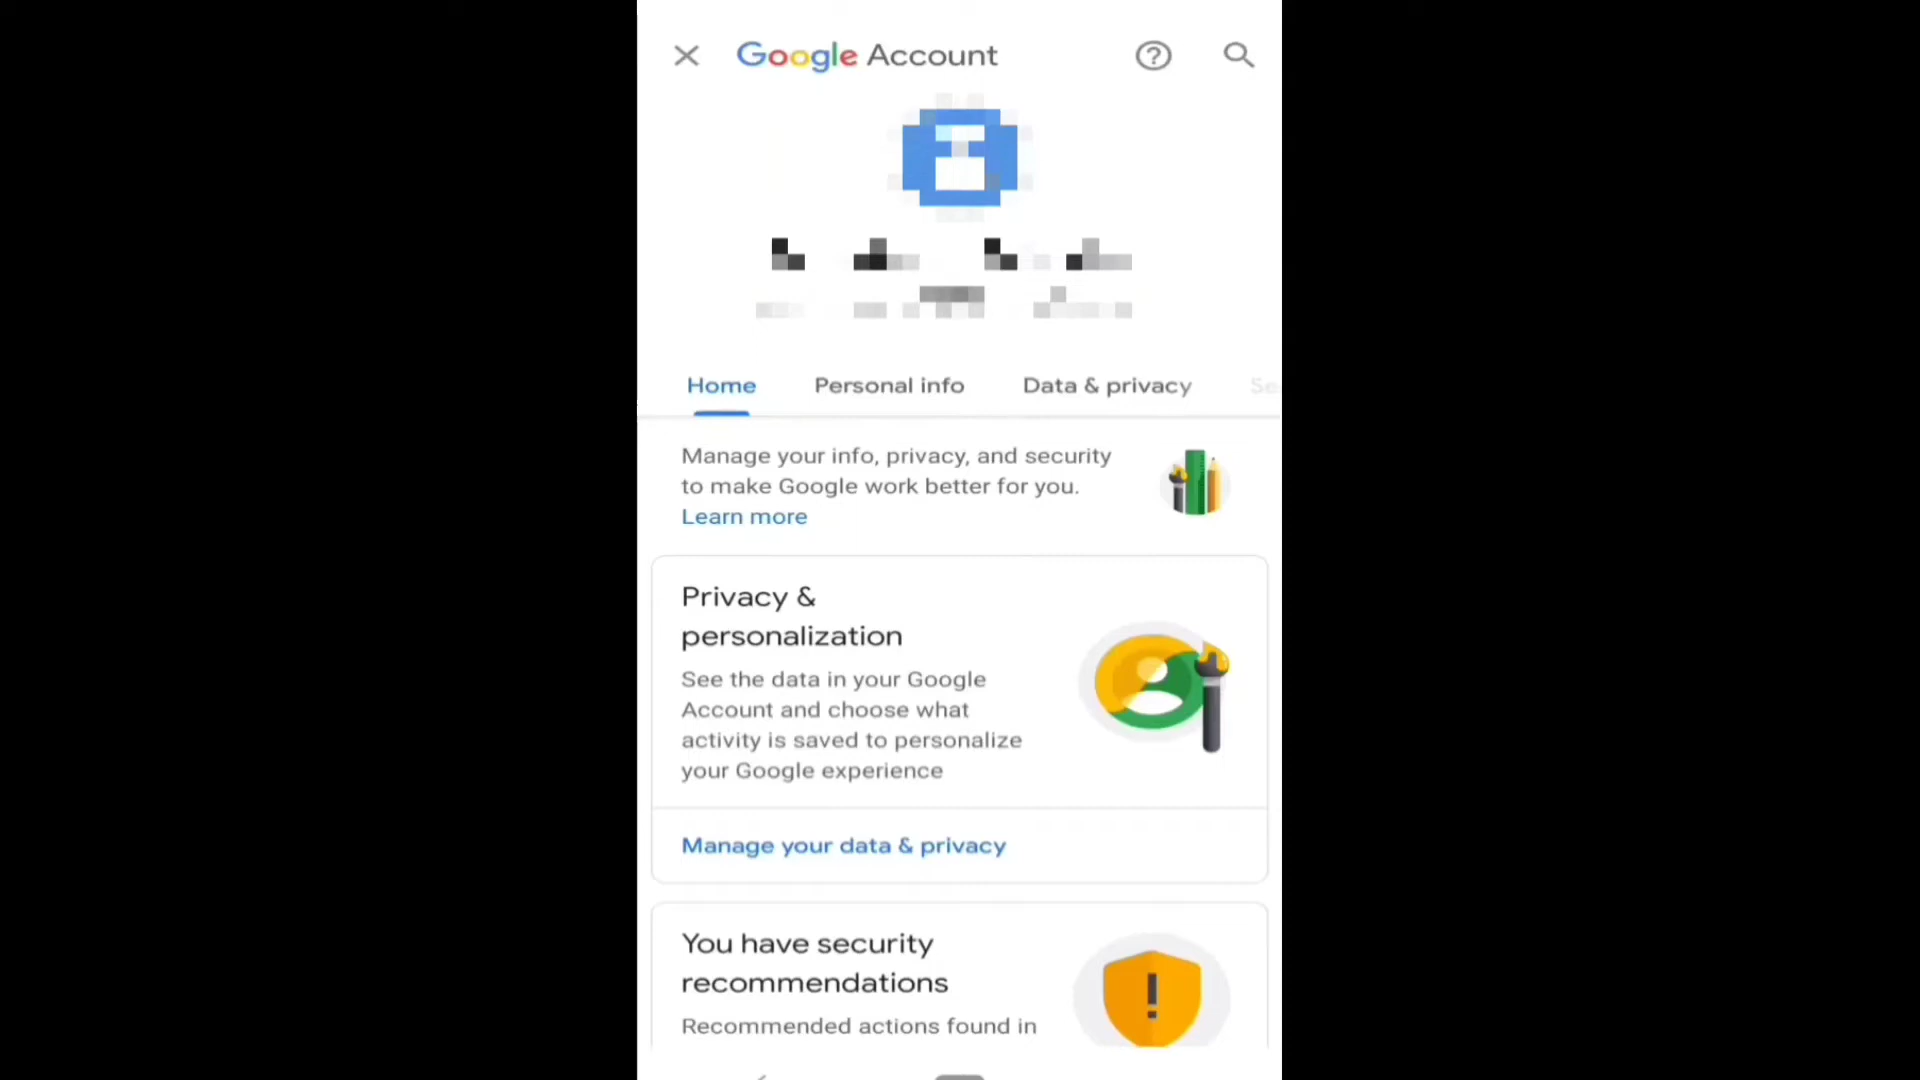 Google Account
Home Personal info Data & privacy
Manage your info, privacy, and security
to make Google work better for you.
Learn more
Privacy &
personalization
See the data in your Google
Account and choose what
activity is saved to personalize
your Google experience
Manage your data & privacy
You have security
recommendations
Recommended actions found in